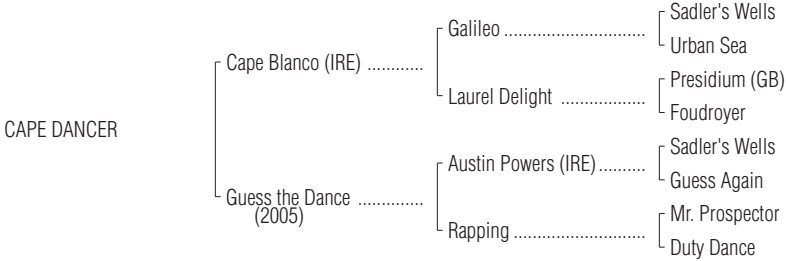 Sadler's Wells
Galileo ..............................
Urban Sea
Cape Blanco (IRE) ............
Presidium (GB)
Laurel Delight ..................
Foudroyer
CAPE DANCER
Sadler's Wells
Austin Powers (IRE)..........
Guess Again
Guess the Dance ..............
(2005)
Mr. Prospector
Rapping ............................
Duty Dance